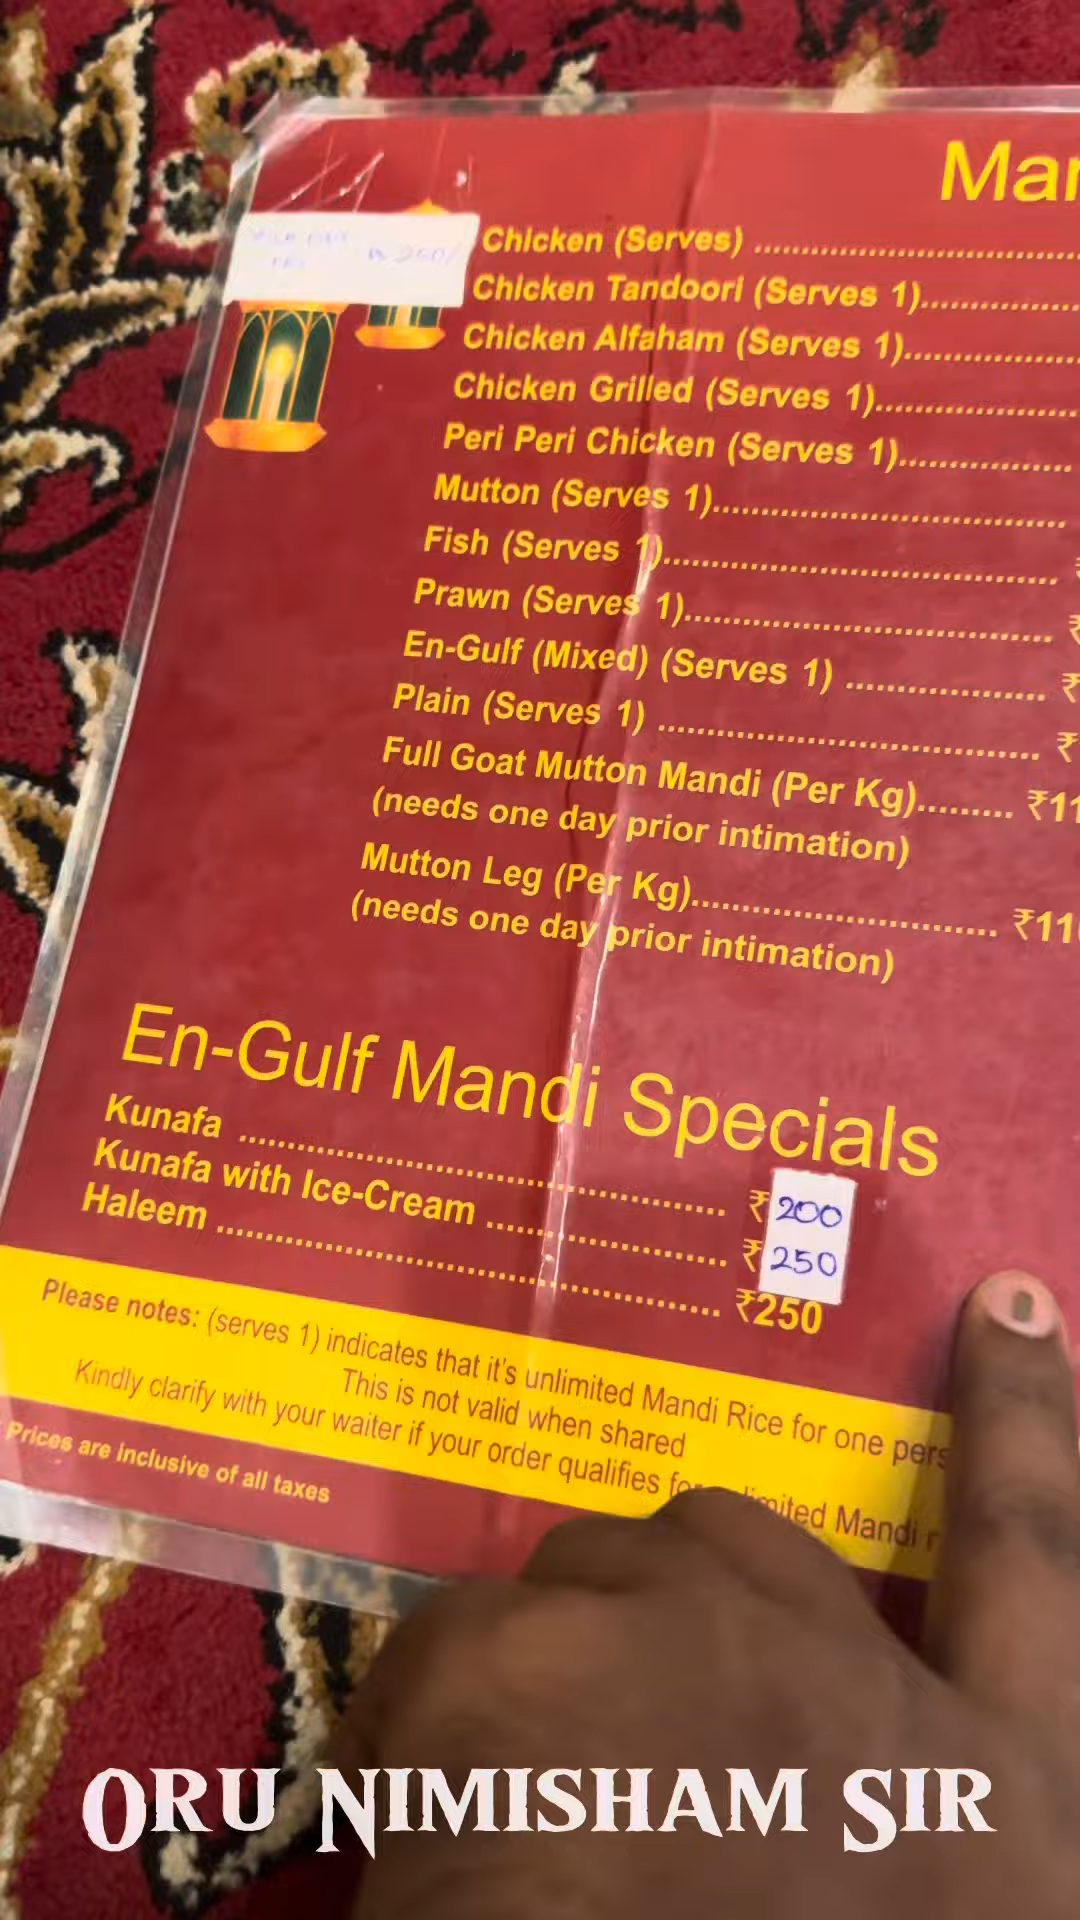 Chicken (Serves) ....................................
Chicken Tandoori (Serves 1)..................
Chicken Alfaham (Serves 1)....................
Chicken Grilled (Serves 1)......................
Peri Peri Chicken (Serves 1)...................
Mutton (Serves 1).....................................
Fish (Serves 1)..........................................
Prawn (Serves 1)....................................... ₹
En-Gulf (Mixed) (Serves 1) ..................... ₹
Plain (Serves 1) ........................................ ₹
Full Goat Mutton Mandi (Per Kg)......... ₹11
(needs one day prior intimation)
Mutton Leg (Per Kg)................................ ₹11
(needs one day prior intimation)
En-Gulf Mandi Specials
Kunafa .................................................. ₹ 200
Kunafa with Ice-Cream ......................... ₹ 250
Haleem ................................................... ₹250
Please notes: (serves 1) indicates that it's unlimited Mandi Rice for one
This is not valid when shared
Kindly clarify with your waiter if your order qualifies Mandi
Prices are inclusive of all taxes
ORU NIMISHAM SIR